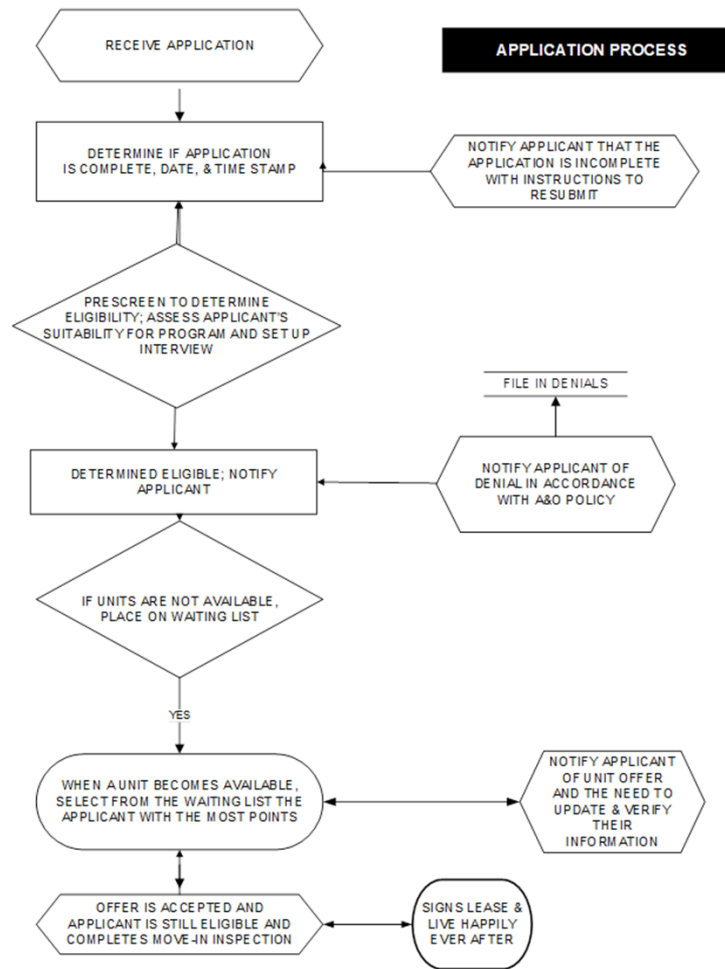 RECEIVE APPLICATION
APPLICATION PROCESS
DETERMINE IF APPLICATION
IS COMPLETE, DATE, & TIME STAMP
NOTIFY APPLICANT THAT THE
APPLICATION IS INCOMPLETE
WITH INSTRUCTIONS TO
RESUBMIT
PRESCREEN TO DETERMINE
ELIGIBILITY; ASSESS APPLICANT'S
SUITABILITY FOR PROGRAM AND SET UP
INTERVIEW
FILE IN DENIALS
DETERMINED ELIGIBLE; NOTIFY
APPLICANT
NOTIFY APPLICANT OF
DENIAL IN ACCORDANCE
WITH A&O POLICY
IF UNITS ARE NOT AVAILABLE,
PLACE ON WAITING LIST
YES
WHEN A UNIT BECOMES AVAILABLE,
SELECT FROM THE WAITING LIST THE
APPLICANT WITH THE MOST POINTS
NOTIFY APPLICANT
OF UNIT OFFER
AND THE NEED TO
UPDATE & VERIFY
THEIR
INFORMATION
OFFER IS ACCEPTED AND
APPLICANT IS STILL ELIGIBLE AND
COMPLETES MOVE-IN INSPECTION
SIGNS LEASE &
LIVE HAPPILY
EVER AFTER